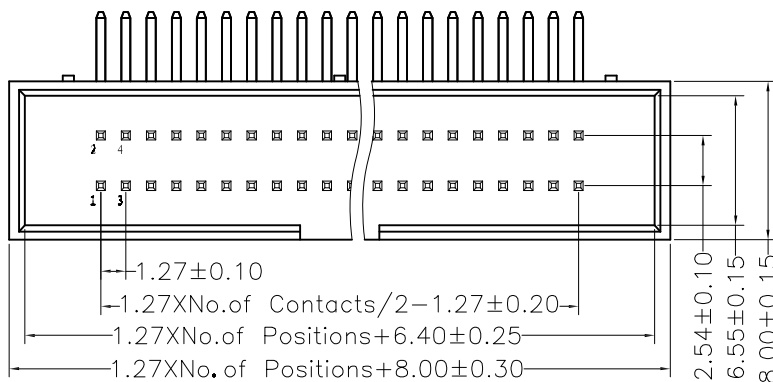 2 4
1 3
1.27±0.10
1.27XNo.of Contacts/2-1.27±0.20
1.27XNo.of Positions+6.40±0.25
1.27XNo.of Positions+8.00±0.30
2.54±0.10
6.55±0.15
8.00±0.15